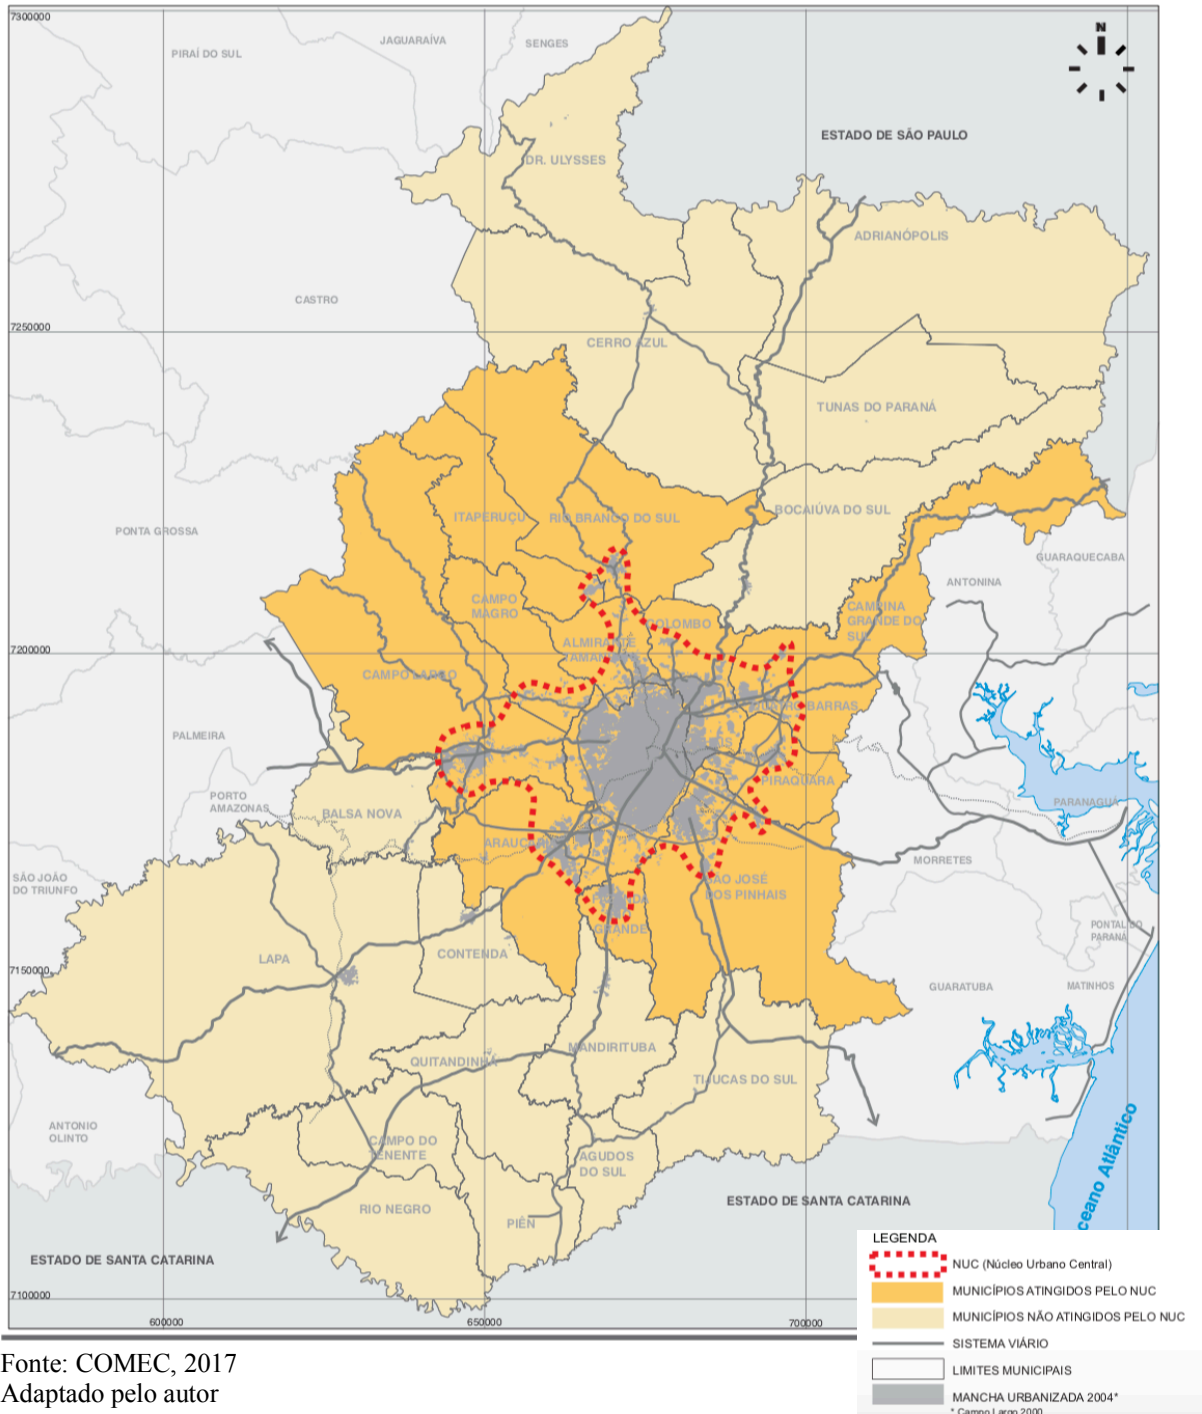 7300000
JAGUARAÍVA
SENGES
PIRAÍ DO SUL
N
ESTADO DE SÃO PAULO
DR. ULYSSES
ADRIANÓPOLIS
CASTRO
7250000
CERRO AZUL
TUNAS DO PARANÁ
PONTA GROSSA
ITAPERUÇU
RIO BRANCO DO SUL
BOCAIÚVA DO SUL
GUARAQUECABA
ANTONINA
CAMPO
MAGRO
CAMPINA
GRANDE DO
SUL
COLOMBO
ALMIRANTE
TAMANDARÉ
7200000
CAMPO LARGO
QUATRO BARRAS
PALMEIRA
PIRAQUARA
PORTO
AMAZONAS
BALSA NOVA
PARANAGUÁ
ARAUCÁRIA
MORRETES
SÃO JOÃO
DO TRIUNFO
SÃO JOSÉ
DOS PINHAIS
FAZENDA
GRANDE
PONTAL DO
PARANÁ
LAPA
CONTENDA
7150000
GUARATUBA
MATINHOS
MANDIRITUBA
QUITANDINHA
TIJUCAS DO SUL
ANTONIO
OLINTO
CAMPO DO
TENENTE
AGUDOS
DO SUL
ceano Atlântico
RIO NEGRO
PIÊN
ESTADO DE SANTA CATARINA
ESTADO DE SANTA CATARINA
7100000
600000
650000
700000
LEGENDA
NUC (Núcleo Urbano Central)
MUNICÍPIOS ATINGIDOS PELO NUC
MUNICÍPIOS NÃO ATINGIDOS PELO NUC
SISTEMA VIÁRIO
LIMITES MUNICIPAIS
MANCHA URBANIZADA 2004*
* Campo Largo 2000
Fonte: COMEC, 2017
Adaptado pelo autor